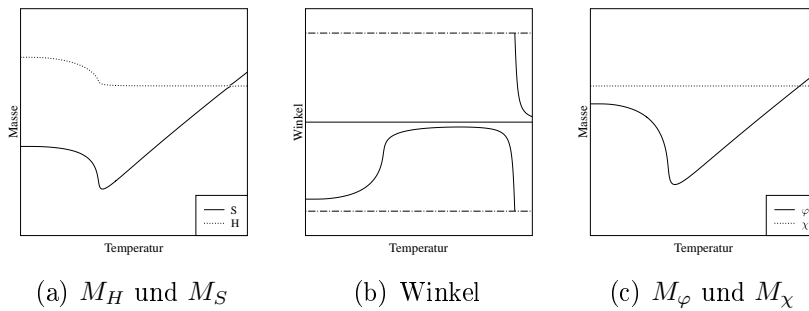 Masse
S
H
Temperatur
(a) M_H und M_S
Winkel
Temperatur
(b) Winkel
Masse
φ
χ
Temperatur
(c) M_φ und M_χ